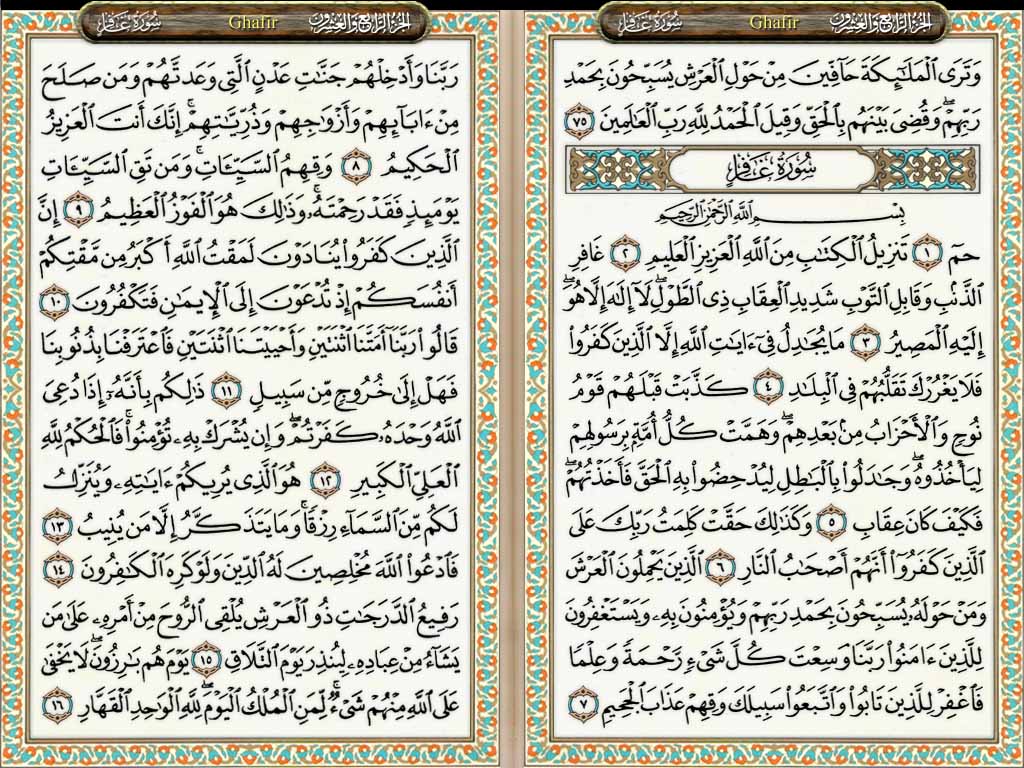 الجزء الرابع والعشرون Ghafir سورة غافر
وَتَرَى ٱلْمَلَٰٓئِكَةَ حَآفِّينَ مِنْ حَوْلِ ٱلْعَرْشِ يُسَبِّحُونَ بِحَمْدِ
رَبِّهِمْ ۖ وَقُضِىَ بَيْنَهُم بِٱلْحَقِّ وَقِيلَ ٱلْحَمْدُ لِلَّهِ رَبِّ ٱلْعَٰلَمِينَ ٧٥
سُورَةُ غَافِرٍ
بِسْمِ ٱللَّهِ ٱلرَّحْمَٰنِ ٱلرَّحِيمِ
حمٓ ١ تَنزِيلُ ٱلْكِتَٰبِ مِنَ ٱللَّهِ ٱلْعَزِيزِ ٱلْعَلِيمِ ٢ غَافِرِ
ٱلذَّنۢبِ وَقَابِلِ ٱلتَّوْبِ شَدِيدِ ٱلْعِقَابِ ذِى ٱلطَّوْلِ ۖ لَآ إِلَٰهَ إِلَّا هُوَ ۖ
إِلَيْهِ ٱلْمَصِيرُ ٣ مَا يُجَٰدِلُ فِىٓ ءَايَٰتِ ٱللَّهِ إِلَّا ٱلَّذِينَ كَفَرُوا۟
فَلَا يَغْرُرْكَ تَقَلُّبُهُمْ فِى ٱلْبِلَٰدِ ٤ كَذَّبَتْ قَبْلَهُمْ قَوْمُ
نُوحٍ وَٱلْأَحْزَابُ مِنۢ بَعْدِهِمْ ۖ وَهَمَّتْ كُلُّ أُمَّةٍۭ بِرَسُولِهِمْ
لِيَأْخُذُوهُ ۖ وَجَٰدَلُوا۟ بِٱلْبَٰطِلِ لِيُدْحِضُوا۟ بِهِ ٱلْحَقَّ فَأَخَذْتُهُمْ ۖ
فَكَيْفَ كَانَ عِقَابِ ٥ وَكَذَٰلِكَ حَقَّتْ كَلِمَتُ رَبِّكَ عَلَى
ٱلَّذِينَ كَفَرُوٓا۟ أَنَّهُمْ أَصْحَٰبُ ٱلنَّارِ ٦ ٱلَّذِينَ يَحْمِلُونَ ٱلْعَرْشَ
وَمَنْ حَوْلَهُۥ يُسَبِّحُونَ بِحَمْدِ رَبِّهِمْ وَيُؤْمِنُونَ بِهِۦ وَيَسْتَغْفِرُونَ
لِلَّذِينَ ءَامَنُوا۟ رَبَّنَا وَسِعْتَ كُلَّ شَىْءٍ رَّحْمَةً وَعِلْمًا
فَٱغْفِرْ لِلَّذِينَ تَابُوا۟ وَٱتَّبَعُوا۟ سَبِيلَكَ وَقِهِمْ عَذَابَ ٱلْجَحِيمِ ٧
الجزء الرابع والعشرون Ghafir سورة غافر
رَبَّنَا وَأَدْخِلْهُمْ جَنَّٰتِ عَدْنٍ ٱلَّتِى وَعَدتَّهُمْ وَمَن صَلَحَ
مِنْ ءَابَآئِهِمْ وَأَزْوَٰجِهِمْ وَذُرِّيَّٰتِهِمْ ۚ إِنَّكَ أَنتَ ٱلْعَزِيزُ
ٱلْحَكِيمُ ٨ وَقِهِمُ ٱلسَّيِّـَٔاتِ ۚ وَمَن تَقِ ٱلسَّيِّـَٔاتِ
يَوْمَئِذٍ فَقَدْ رَحِمْتَهُۥ ۚ وَذَٰلِكَ هُوَ ٱلْفَوْزُ ٱلْعَظِيمُ ٩ إِنَّ
ٱلَّذِينَ كَفَرُوا۟ يُنَادَوْنَ لَمَقْتُ ٱللَّهِ أَكْبَرُ مِن مَّقْتِكُمْ
أَنفُسَكُمْ إِذْ تُدْعَوْنَ إِلَى ٱلْإِيمَٰنِ فَتَكْفُرُونَ ١٠
قَالُوا۟ رَبَّنَآ أَمَتَّنَا ٱثْنَتَيْنِ وَأَحْيَيْتَنَا ٱثْنَتَيْنِ فَٱعْتَرَفْنَا بِذُنُوبِنَا
فَهَلْ إِلَىٰ خُرُوجٍ مِّن سَبِيلٍ ١١ ذَٰلِكُم بِأَنَّهُۥٓ إِذَا دُعِىَ
ٱللَّهُ وَحْدَهُۥ كَفَرْتُمْ ۖ وَإِن يُشْرَكْ بِهِۦ تُؤْمِنُوا۟ ۚ فَٱلْحُكْمُ لِلَّهِ
ٱلْعَلِىِّ ٱلْكَبِيرِ ١٢ هُوَ ٱلَّذِى يُرِيكُمْ ءَايَٰتِهِۦ وَيُنَزِّلُ
لَكُم مِّنَ ٱلسَّمَآءِ رِزْقًا ۚ وَمَا يَتَذَكَّرُ إِلَّا مَن يُنِيبُ ١٣
فَٱدْعُوا۟ ٱللَّهَ مُخْلِصِينَ لَهُ ٱلدِّينَ وَلَوْ كَرِهَ ٱلْكَٰفِرُونَ ١٤
رَفِيعُ ٱلدَّرَجَٰتِ ذُو ٱلْعَرْشِ يُلْقِى ٱلرُّوحَ مِنْ أَمْرِهِۦ عَلَىٰ مَن
يَشَآءُ مِنْ عِبَادِهِۦ لِيُنذِرَ يَوْمَ ٱلتَّلَاقِ ١٥ يَوْمَ هُم بَٰرِزُونَ ۖ لَا يَخْفَىٰ
عَلَى ٱللَّهِ مِنْهُمْ شَىْءٌ ۚ لِّمَنِ ٱلْمُلْكُ ٱلْيَوْمَ ۖ لِلَّهِ ٱلْوَٰحِدِ ٱلْقَهَّارِ ١٦